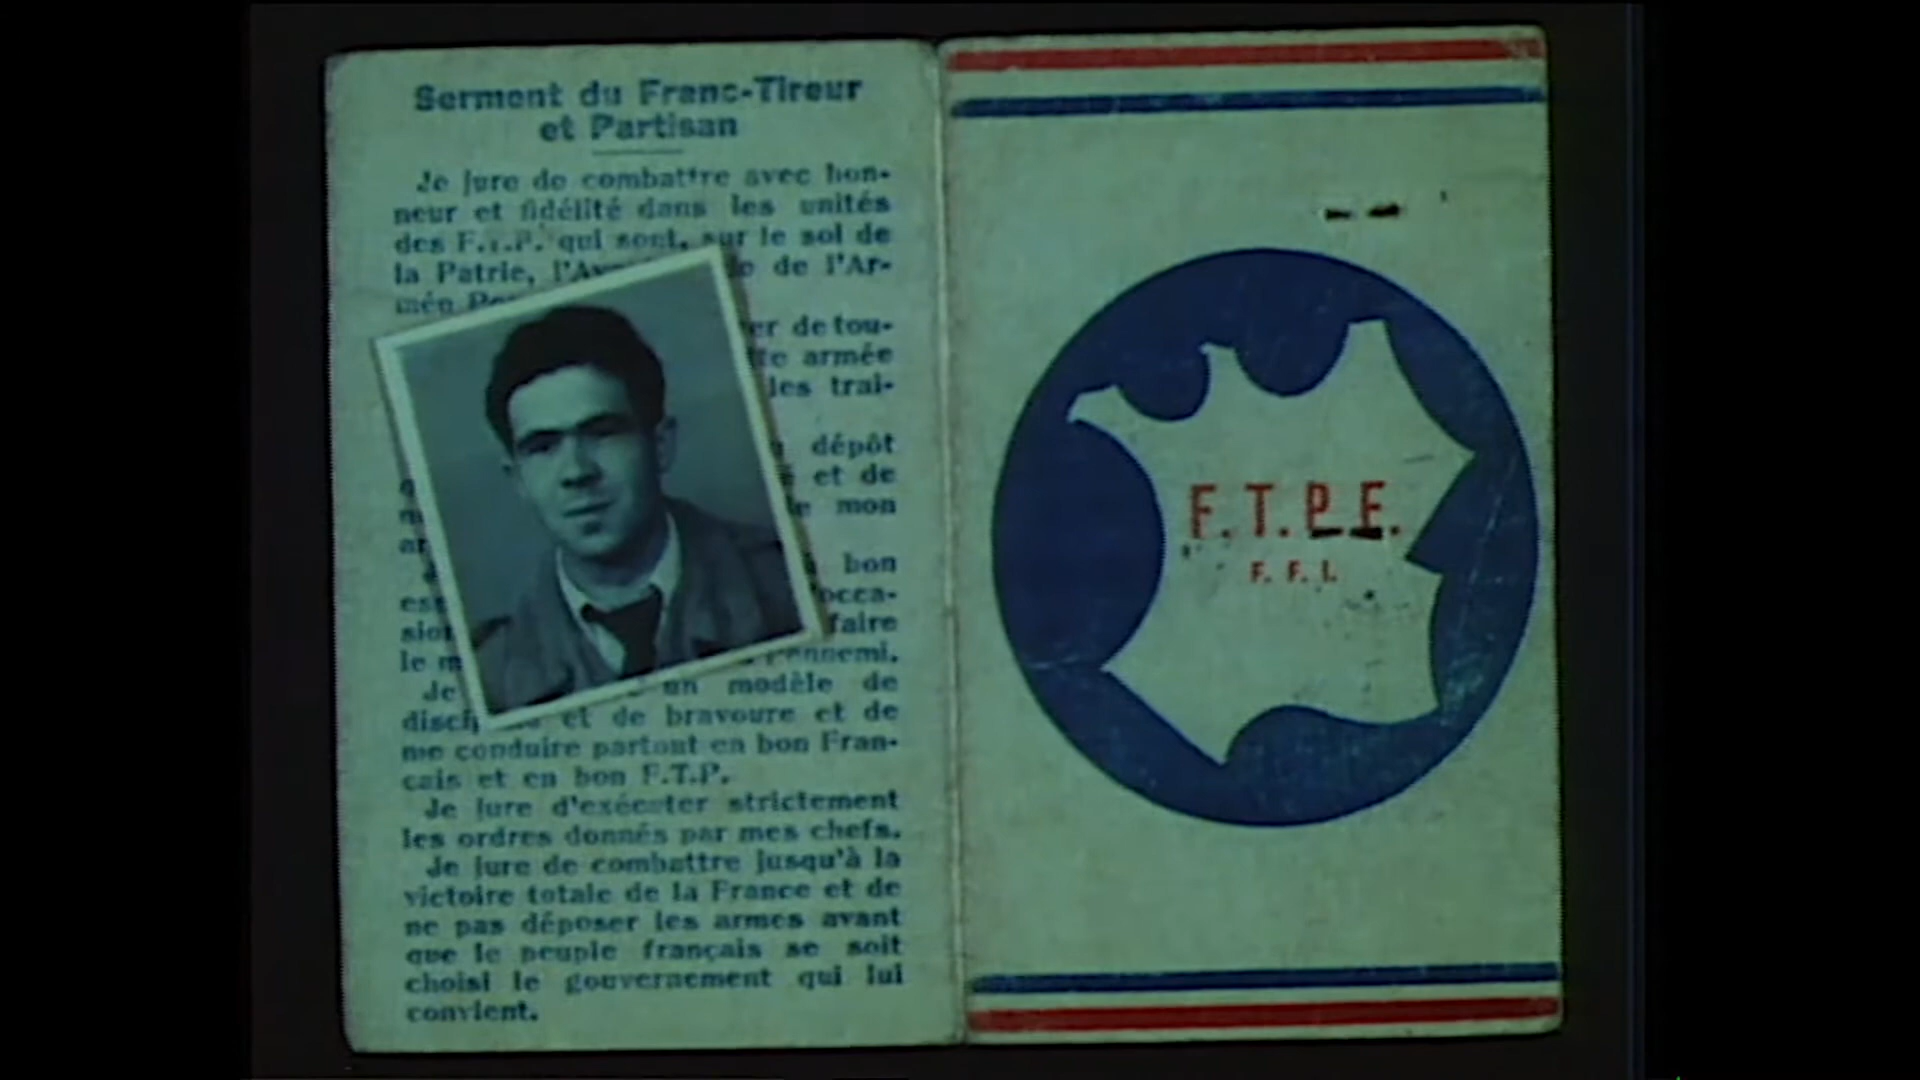 Serment du Franc-Tireur
et Partisan
Je jure de combattre avec hon-
neur et fidélité dans les unités
des F.T.P. qui sont, sur le sol de
la Patrie, de l'Ar-
mée
de tou-
armée
les trai-
dépôt
et de
mon
bon
l'occa-
faire
le l'ennemi.
Je un modèle de
et de bravoure et de
me conduire partout en bon Fran-
cais et en bon F.T.P.
Je jure d'exécuter strictement
les ordres donnés par mes chefs.
Je jure de combattre jusqu'à la
victoire totale de la France et de
ne pas déposer les armes avant
que le peuple français se soit
choisi le gouvernement qui lui
convient.
F.T.P.F.
F.F.I.